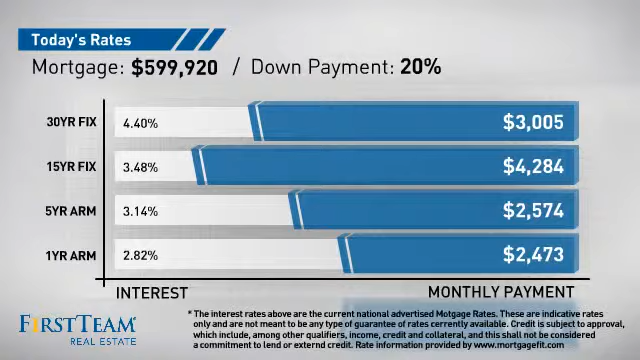 Today's Rates
Mortgage: $599,920 / Down Payment: 20%
30YR FIX 4.40% $3,005
15YR FIX 3.48% $4,284
5YR ARM 3.14% $2,574
1YR ARM 2.82% $2,473
INTEREST MONTHLY PAYMENT
FIRSTTEAM®
REAL ESTATE
* The interest rates above are the current national advertised Motgage Rates. These are indicative rates
only and are not meant to be any type of guarantee of rates cerrently available. Credit is subject to approval,
which include, among other qualifiers, income, credit and collateral, and this shall not be considered
a commitment to lend or externd credit. Rate information provided by www.mortgagefit.com